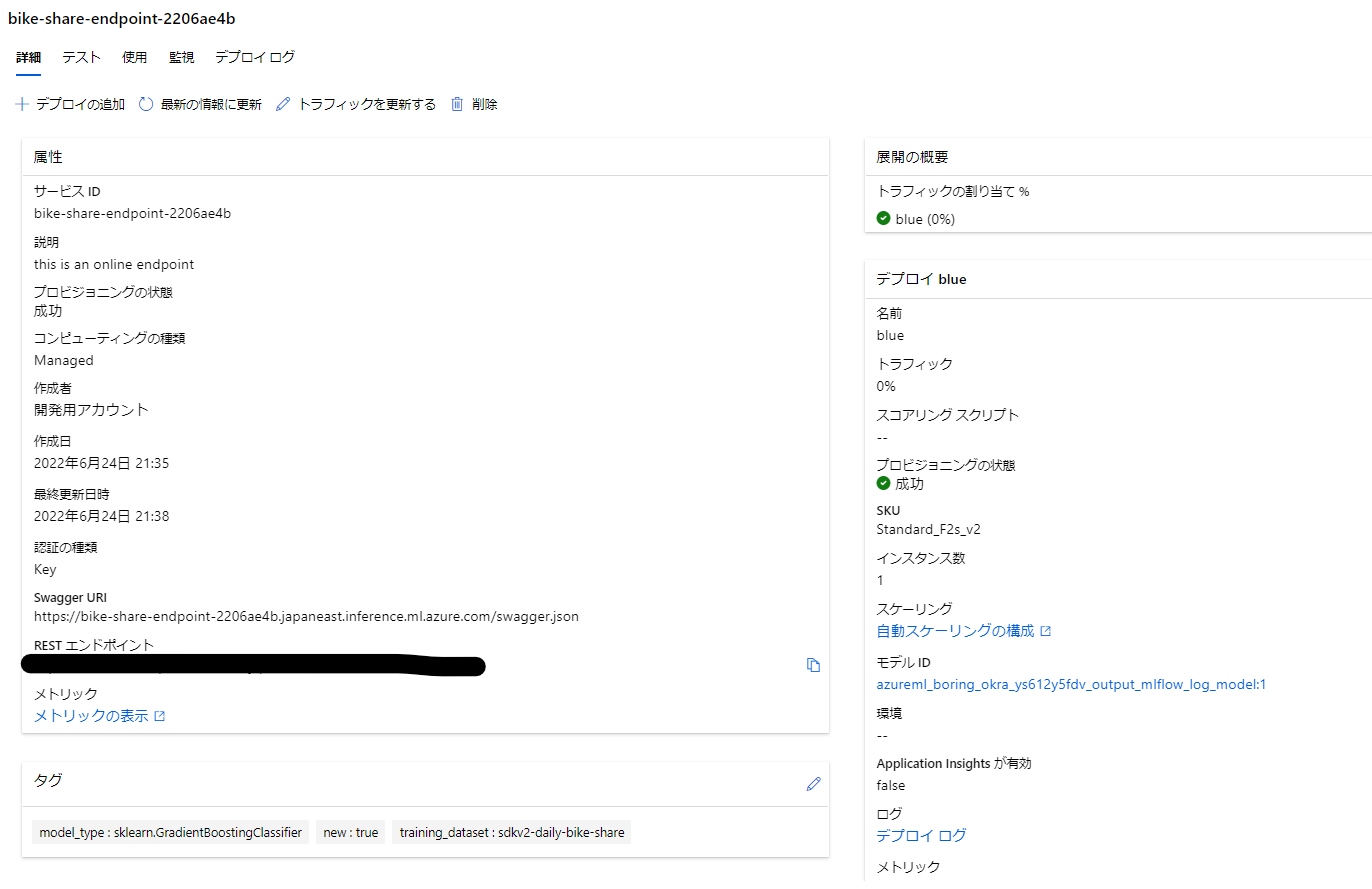 bike-share-endpoint-2206ae4b
詳細 テスト 使用 監視 デプロイ ログ
デプロイの追加 最新の情報に更新 トラフィックを更新する 削除
属性
サービス ID
bike-share-endpoint-2206ae4b
説明
this is an online endpoint
プロビジョニングの状態
成功
コンピューティングの種類
Managed
作成者
開発用アカウント
作成日
2022年6月24日 21:35
最終更新日時
2022年6月24日 21:38
認証の種類
Key
Swagger URI
https://bike-share-endpoint-2206ae4b.japaneast.inference.ml.azure.com/swagger.json
REST エンドポイント
メトリック
メトリックの表示
タグ
model_type : sklearn.GradientBoostingClassifier new : true training_dataset : sdkv2-daily-bike-share
展開の概要
トラフィックの割り当て %
blue (0%)
デプロイ blue
名前
blue
トラフィック
0%
スコアリング スクリプト
--
プロビジョニングの状態
成功
SKU
Standard_F2s_v2
インスタンス数
1
スケーリング
自動スケーリングの構成
モデル ID
azureml_boring_okra_ys612y5fdv_output_mlflow_log_model:1
環境
--
Application Insights が有効
false
ログ
デプロイ ログ
メトリック